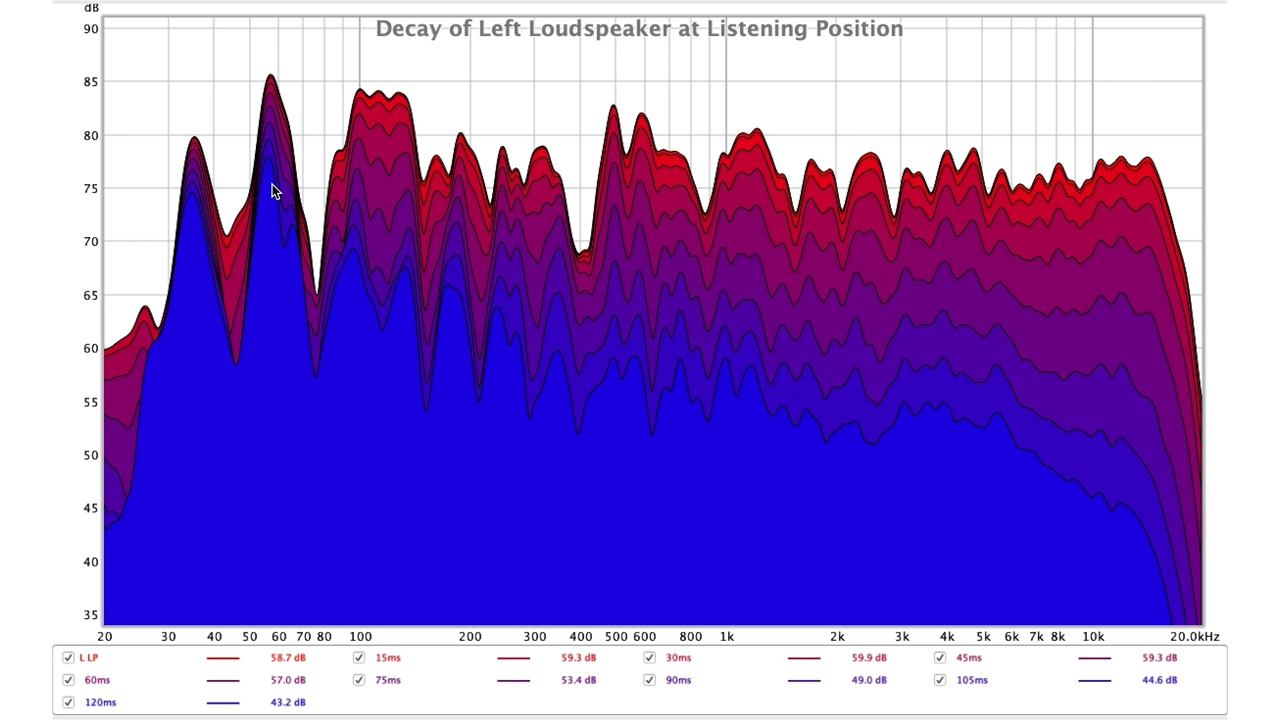 dB
Decay of Left Loudspeaker at Listening Position
90
85
80
75
70
65
60
55
50
45
40
35
20 30 40 50 60 70 80 100 200 300 400 500 600 800 1k 2k 3k 4k 5k 6k 7k 8k 10k 20.0kHz
L LP 58.7 dB 15ms 59.3 dB 30ms 59.9 dB 45ms 59.3 dB
60ms 57.0 dB 75ms 53.4 dB 90ms 49.0 dB 105ms 44.6 dB
120ms 43.2 dB